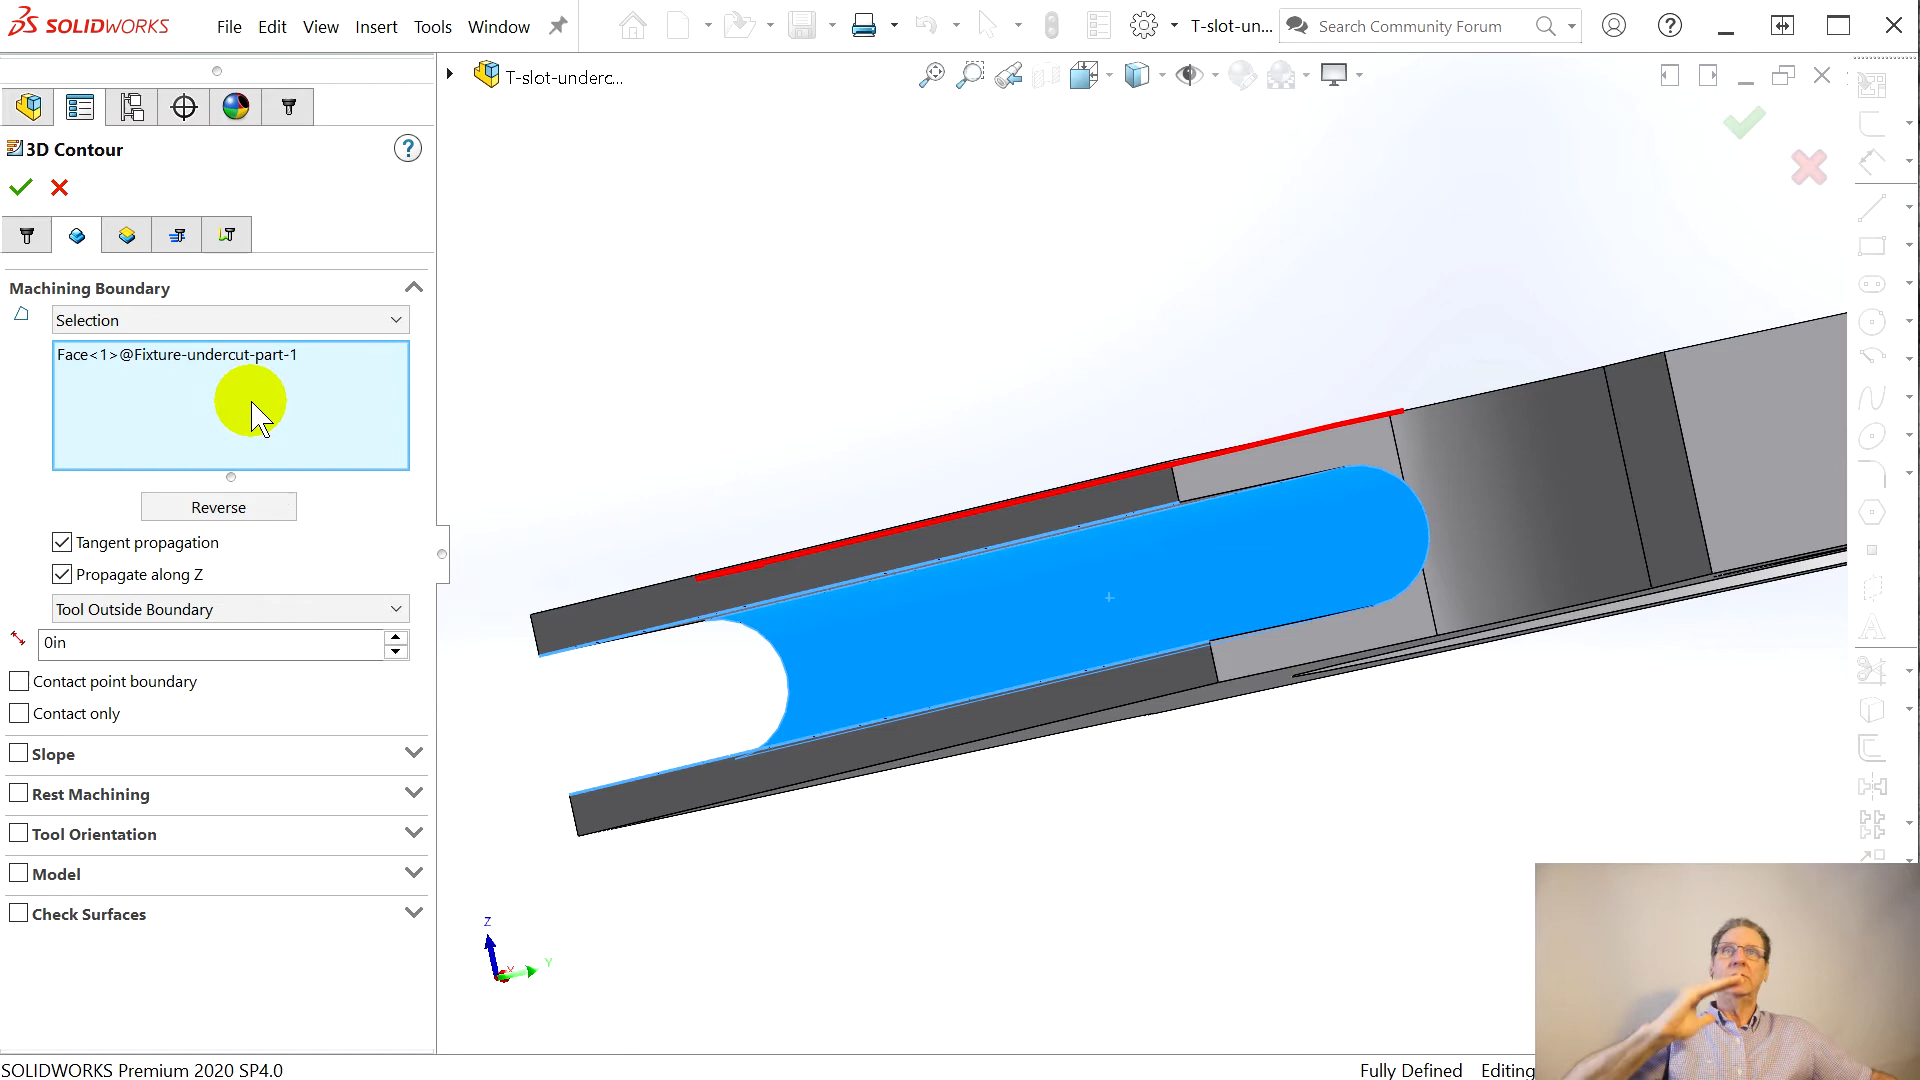 SOLIDWORKS File Edit View Insert Tools Window T-slot-un... Search Community Forum
T-slot-underc...
3D Contour
Machining Boundary
Selection
Face<1>@Fixture-undercut-part-1
Reverse
Tangent propagation
Propagate along Z
Tool Outside Boundary
0in
Contact point boundary
Contact only
Slope
Rest Machining
Tool Orientation
Model
Check Surfaces
Z
Y
X
SOLIDWORKS Premium 2020 SP4.0 Fully Defined Editing